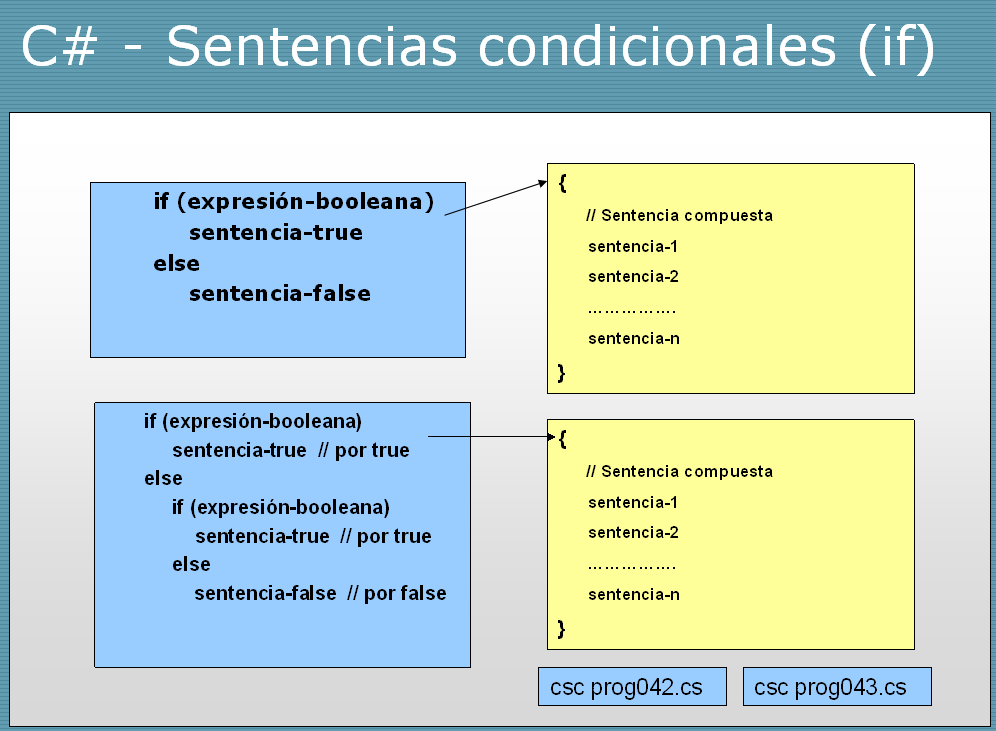 C# - Sentencias condicionales (if)
if (expresión-booleana)
sentencia-true
else
sentencia-false
{
// Sentencia compuesta
sentencia-1
sentencia-2
…………….
sentencia-n
}
if (expresión-booleana)
sentencia-true // por true
else
if (expresión-booleana)
sentencia-true // por true
else
sentencia-false // por false
{
// Sentencia compuesta
sentencia-1
sentencia-2
…………….
sentencia-n
}
csc prog042.cs
csc prog043.cs